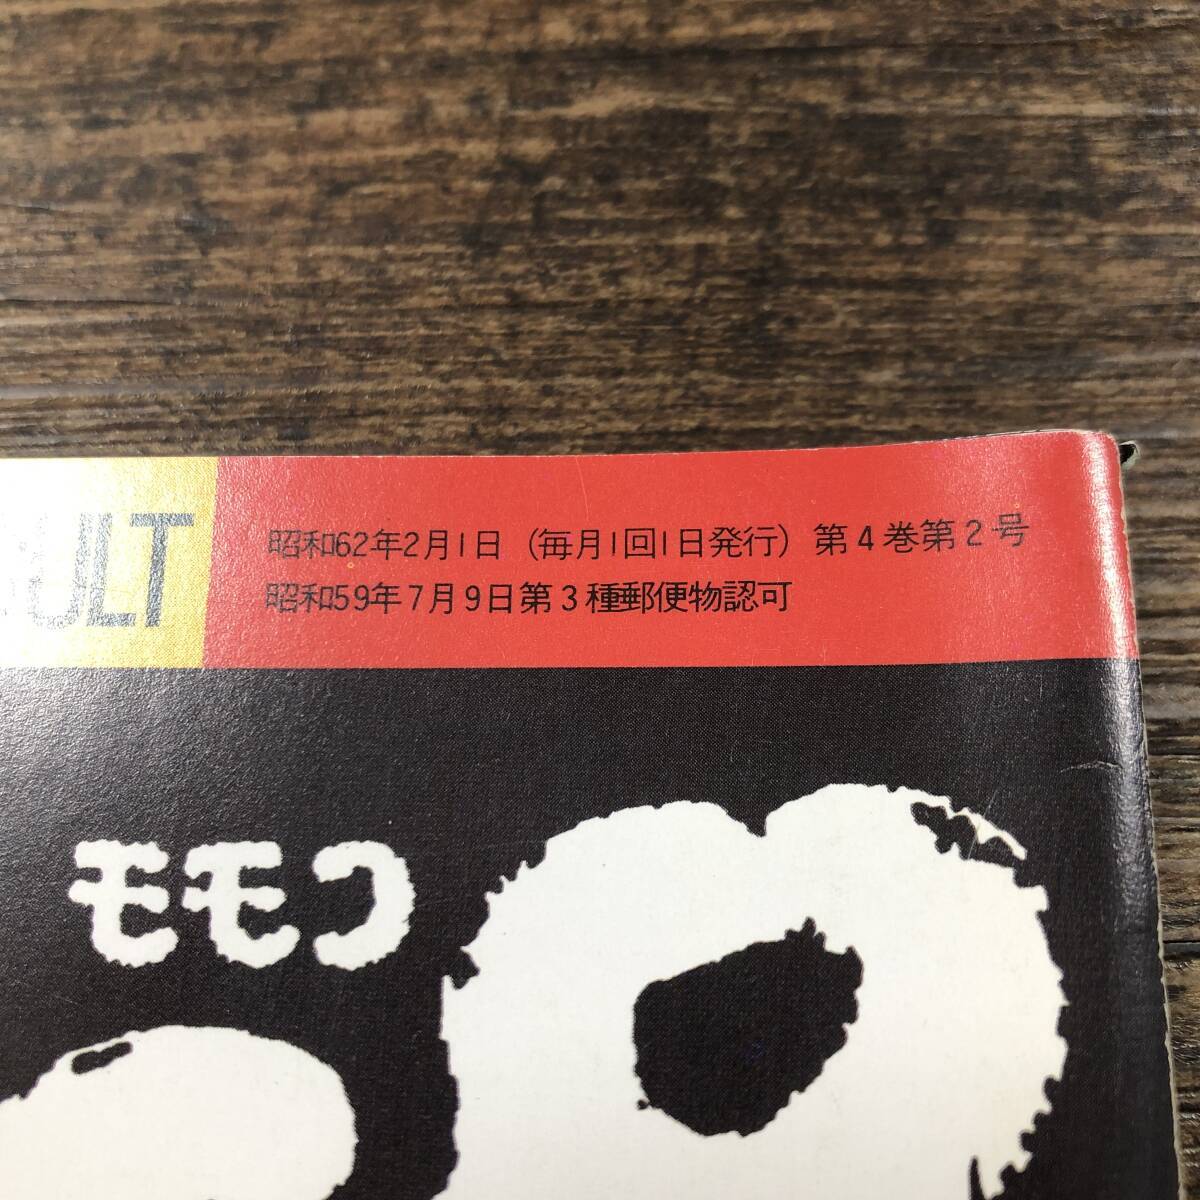 昭和62年2月1日（毎月1回1日発行）第4巻第2号
昭和59年7月9日第3種郵便物認可
ULT
モモコ